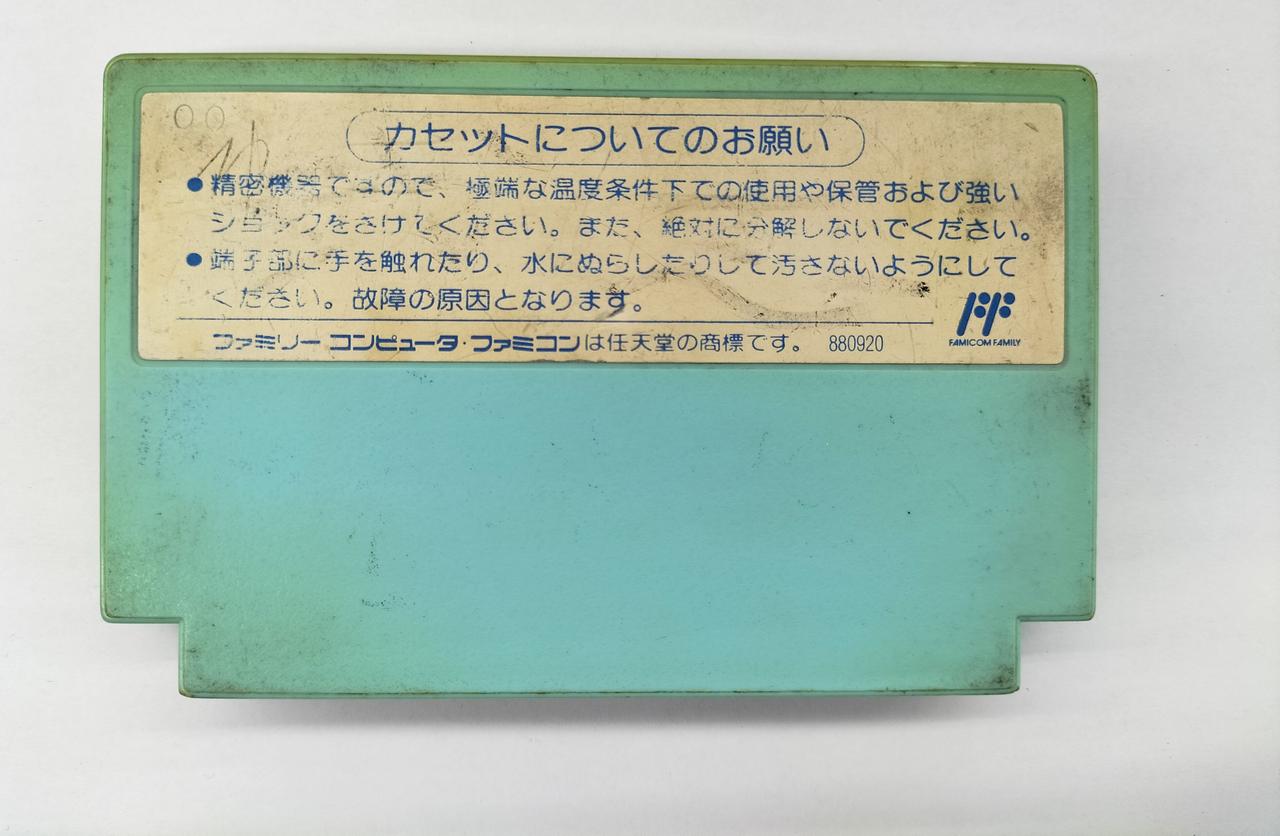 カセットについてのお願い
●精密機器ですので、極端な温度条件下での使用や保管および強い
ショックをさけてください。また、絶対に分解しないでください。
●端子部に手を触れたり、水にぬらしたりして汚さないようにして
ください。故障の原因となります。
ファミリー コンピュータ・ファミコンは任天堂の商標です。 880920
FAMICOM FAMILY